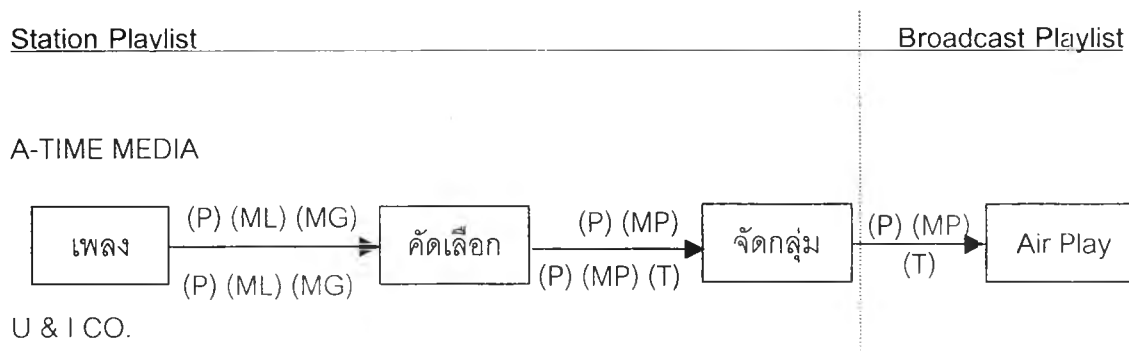 Station Playlist Broadcast Playlist
A-TIME MEDIA
(P) (ML) (MG) (P) (MP) (P) (MP)
เพลง คัดเลือก จัดกลุ่ม Air Play
(P) (ML) (MG) (P) (MP) (T) (T)
U & I CO.